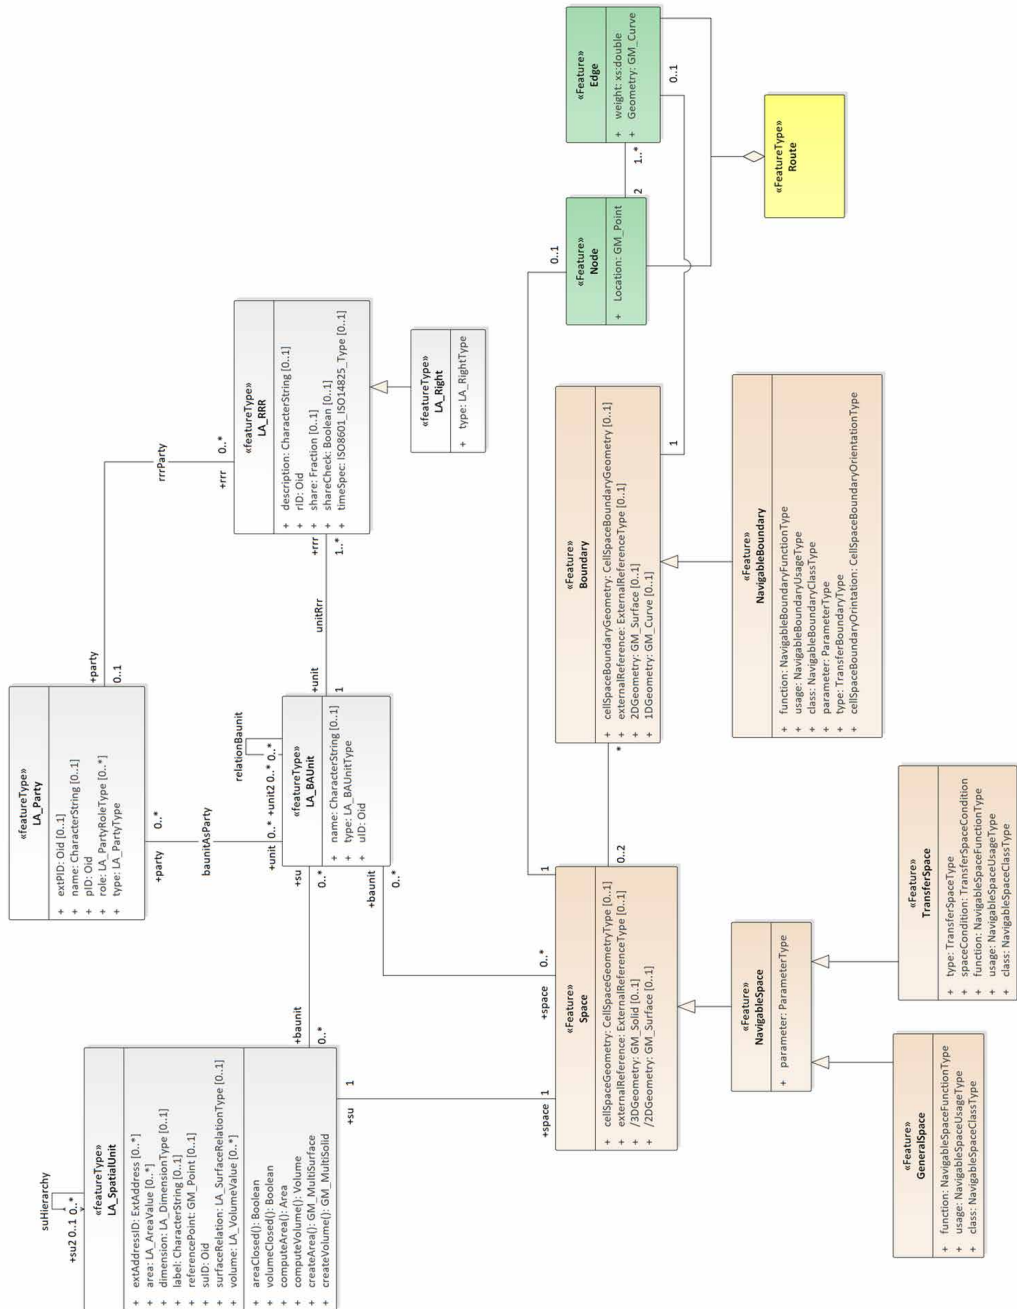 suHierarchy
+su2 0..1 0..*
«featureType»
LA_SpatialUnit
+ extAddressID: ExtAddress [0..*]
+ area: LA_AreaValue [0..*]
+ dimension: LA_DimensionType [0..1]
+ label: CharacterString [0..1]
+ referencePoint: GM_Point [0..1]
+ suID: Oid
+ surfaceRelation: LA_SurfaceRelationType [0..1]
+ volume: LA_VolumeValue [0..*]
+ areaClosed(): Boolean
+ volumeClosed(): Boolean
+ computeArea(): Area
+ computeVolume(): Volume
+ createArea(): GM_MultiSurface
+ createVolume(): GM_MultiSolid
+baunit
0..*
+su
1
«featureType»
LA_Party
+ extPID: Oid [0..1]
+ name: CharacterString [0..1]
+ pID: Oid
+ role: LA_PartyRoleType [0..*]
+ type: LA_PartyType
+party
0..1
+party
0..*
baunitAsParty
rrrParty
relationBaunit
+unit 0..* +unit2 0..* 0..*
+su
0..*
«featureType»
LA_BAUnit
+ name: CharacterString [0..1]
+ type: LA_BAUnitType
+ uID: Oid
+baunit
0..*
+unit
1
unitRrr
+rrr
1..*
+rrr 0..*
«featureType»
LA_RRR
+ description: CharacterString [0..1]
+ rID: Oid
+ share: Fraction [0..1]
+ shareCheck: Boolean [0..1]
+ timeSpec: ISO8601_ISO14825_Type [0..1]
«featureType»
LA_Right
+ type: LA_RightType
+space 1
+space 0..*
1
«Feature»
Space
+ cellSpaceGeometry: CellSpaceGeometryType [0..1]
+ externalReference: ExternalReferenceType [0..1]
+ /3DGeometry: GM_Solid [0..1]
+ /2DGeometry: GM_Surface [0..1]
0..2
*
«Feature»
Boundary
+ cellSpaceBoundaryGeometry: CellSpaceBoundaryGeometry [0..1]
+ externalReference: ExternalReferenceType [0..1]
+ 2DGeometry: GM_Surface [0..1]
+ 1DGeometry: GM_Curve [0..1]
1
0..1
«Feature»
Node
+ Location: GM_Point
2
1..*
«Feature»
Edge
+ weight: xs:double
+ Geometry: GM_Curve
0..1
«FeatureType»
Route
«Feature»
NavigableSpace
+ parameter: ParameterType
«Feature»
NavigableBoundary
+ function: NavigableBoundaryFunctionType
+ usage: NavigableBoundaryUsageType
+ class: NavigableBoundaryClassType
+ parameter: ParameterType
+ type: TransferBoundaryType
+ cellSpaceBoundaryOrintation: CellSpaceBoundaryOrientationType
«Feature»
GeneralSpace
+ function: NavigableSpaceFunctionType
+ usage: NavigableSpaceUsageType
+ class: NavigableSpaceClassType
«Feature»
TransferSpace
+ type: TransferSpaceType
+ spaceCondition: TransferSpaceCondition
+ function: NavigableSpaceFunctionType
+ usage: NavigableSpaceUsageType
+ class: NavigableSpaceClassType